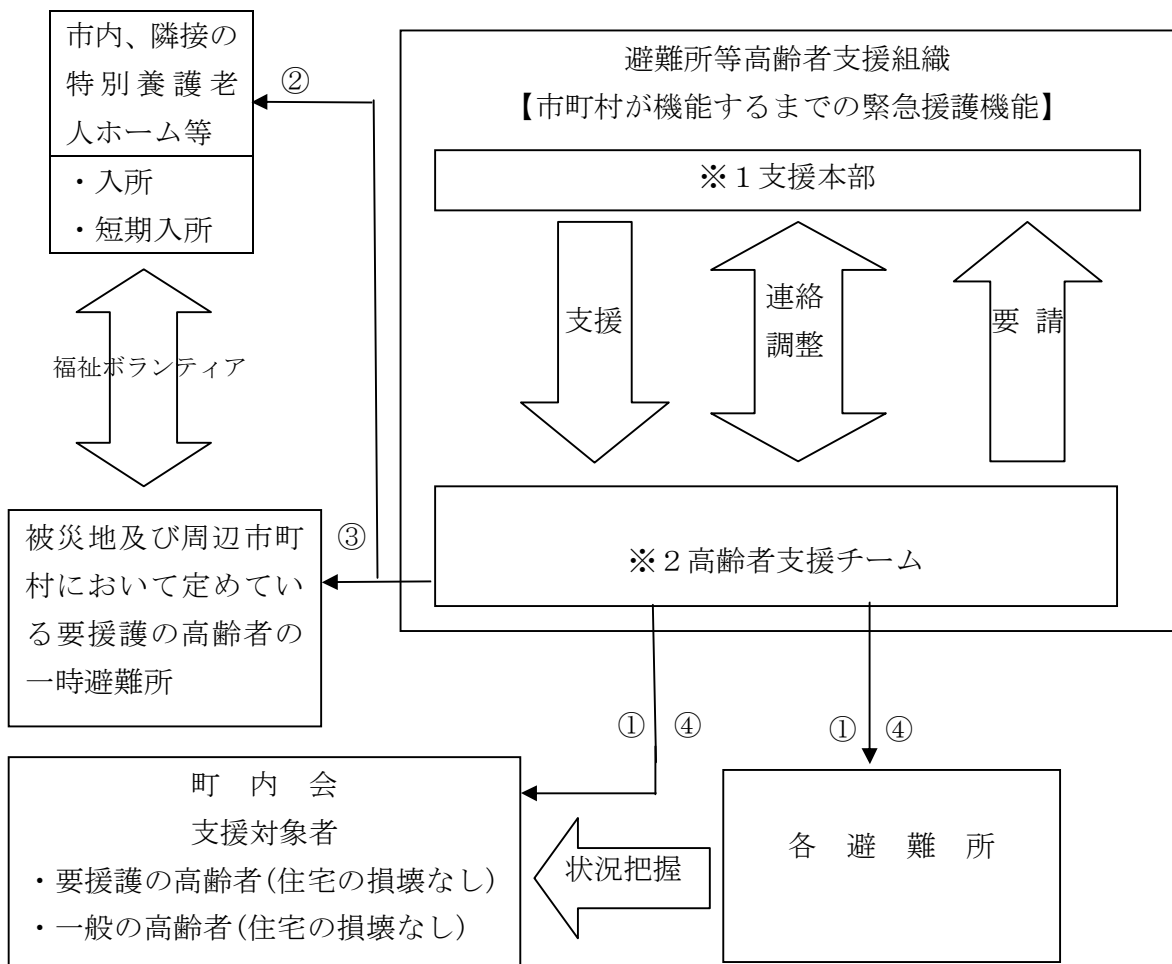 市内、隣接の
特別養護老
人ホーム等
・入所
・短期入所
②
避難所等高齢者支援組織
【市町村が機能するまでの緊急援護機能】
※１支援本部
支援
連絡
調整
要 請
福祉ボランティア
※２高齢者支援チーム
③
被災地及び周辺市町
村において定めてい
る要援護の高齢者の
一時避難所
① ④
① ④
町 内 会
支援対象者
・要援護の高齢者(住宅の損壊なし)
・一般の高齢者(住宅の損壊なし)
状況把握
各 避 難 所